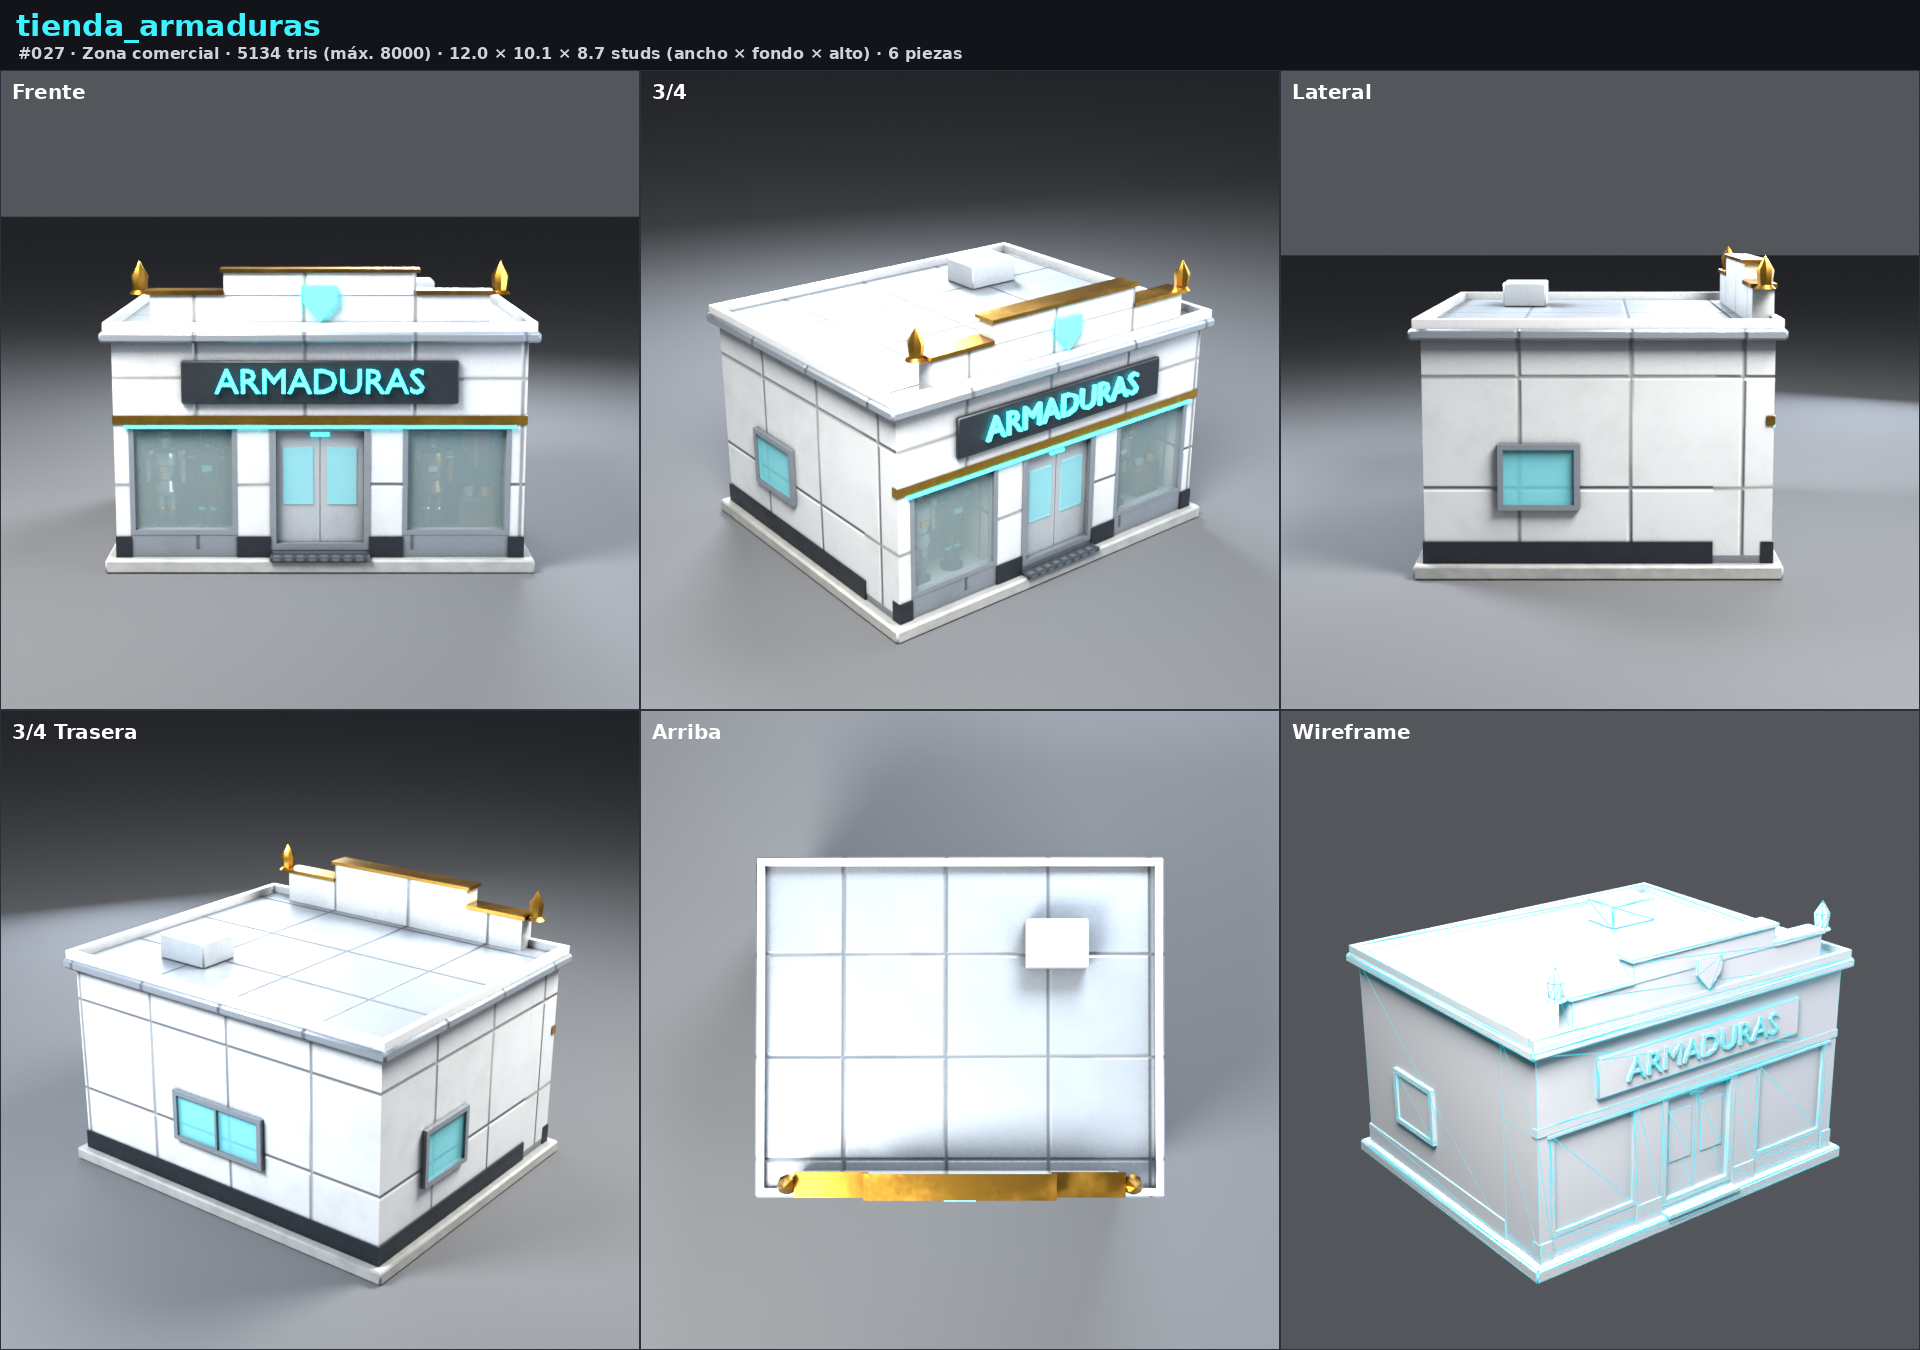 tienda_armaduras
#027 · Zona comercial · 5134 tris (máx. 8000) · 12.0 × 10.1 × 8.7 studs (ancho × fondo × alto) · 6 piezas
Frente
3/4
Lateral
ARMADURAS
ARMADURAS
3/4 Trasera
Arriba
Wireframe
ARMADURAS